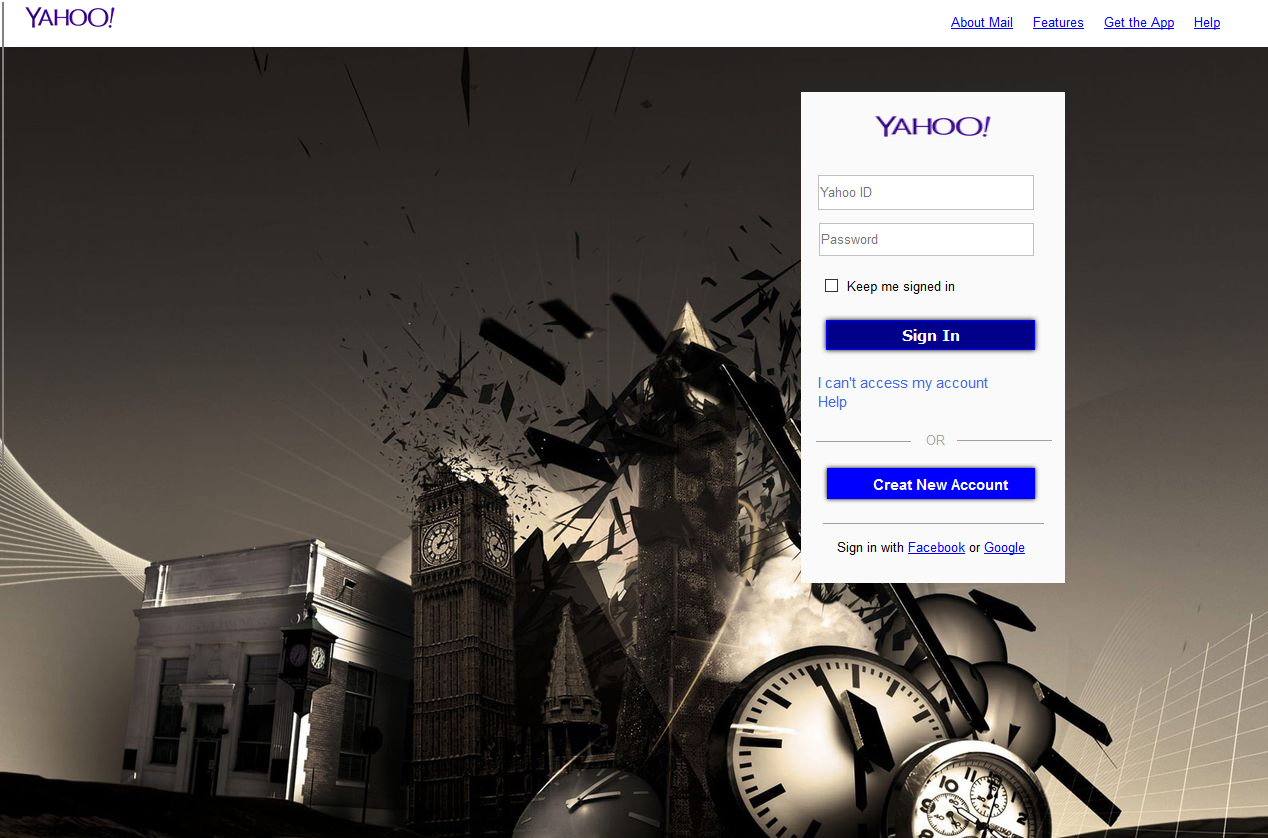 YAHOO!
About Mail Features Get the App Help
YAHOO!
Yahoo ID
Password
Keep me signed in
Sign In
I can't access my account
Help
OR
Creat New Account
Sign in with Facebook or Google